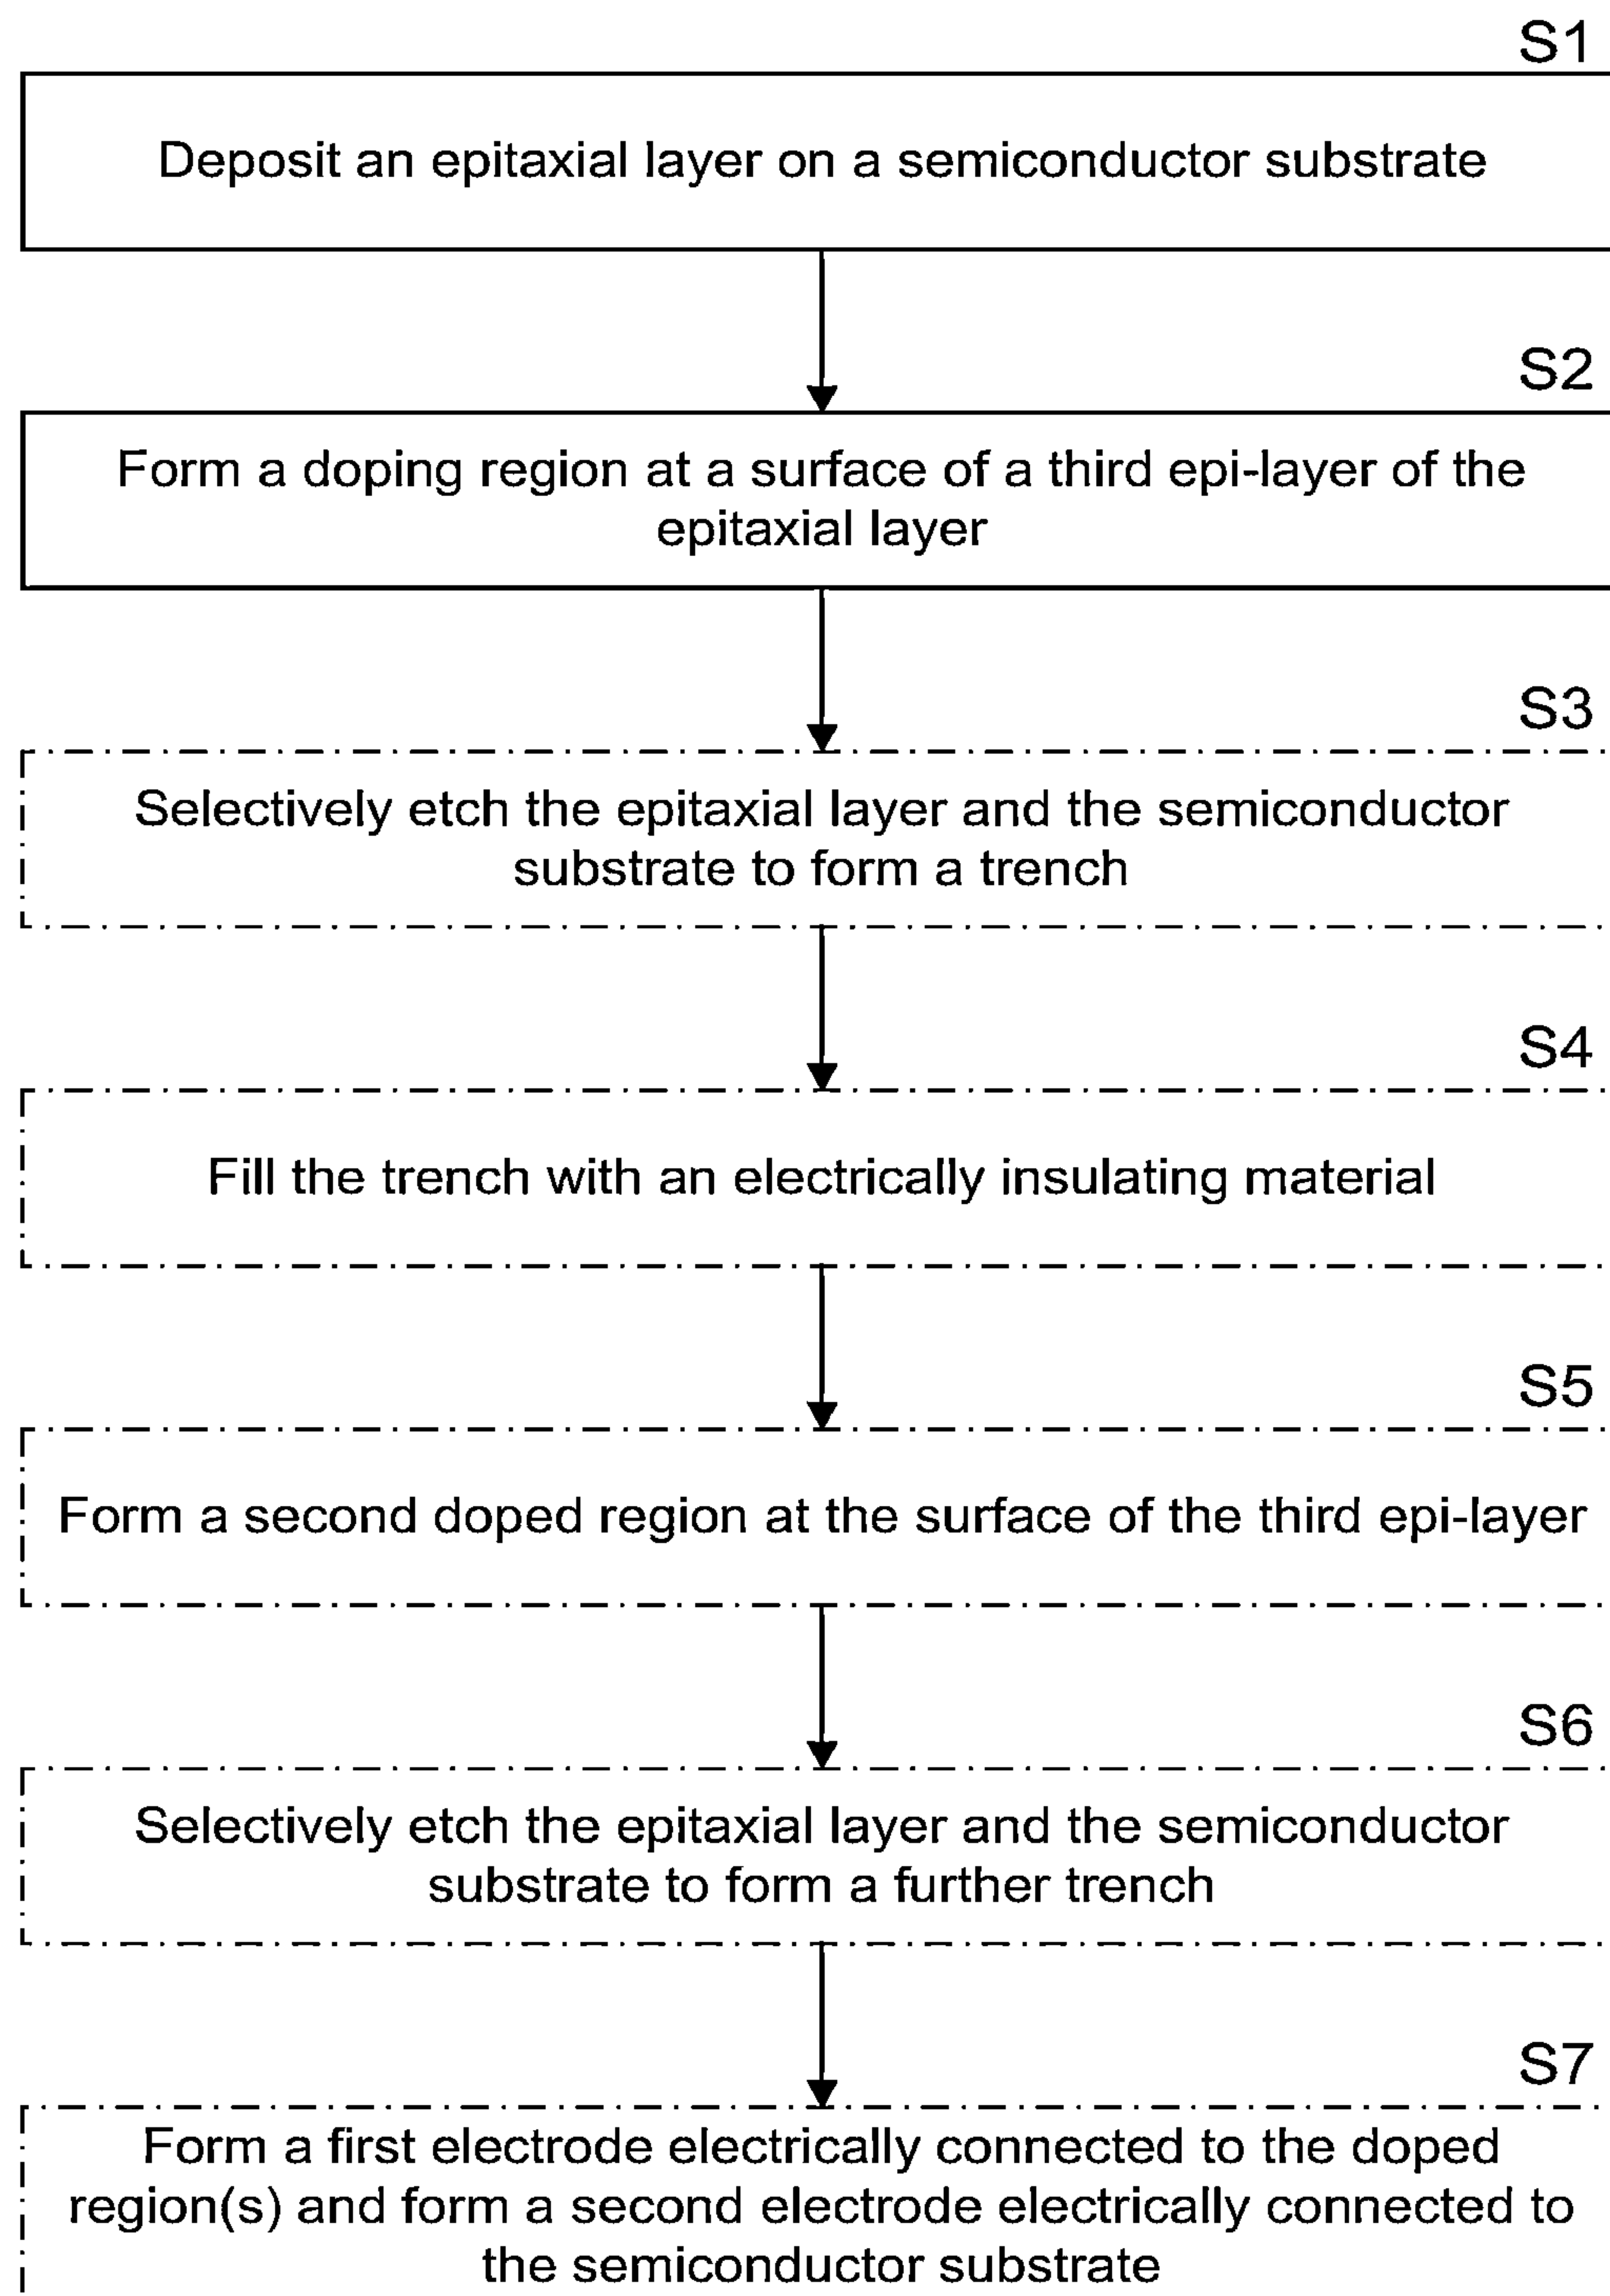 S1
Deposit an epitaxial layer on a semiconductor substrate
S2
Form a doping region at a surface of a third epi-layer of the
epitaxial layer
S3
Selectively etch the epitaxial layer and the semiconductor
substrate to form a trench
S4
Fill the trench with an electrically insulating material
S5
Form a second doped region at the surface of the third epi-layer
S6
Selectively etch the epitaxial layer and the semiconductor
substrate to form a further trench
S7
Form a first electrode electrically connected to the doped
region(s) and form a second electrode electrically connected to
the semiconductor substrate